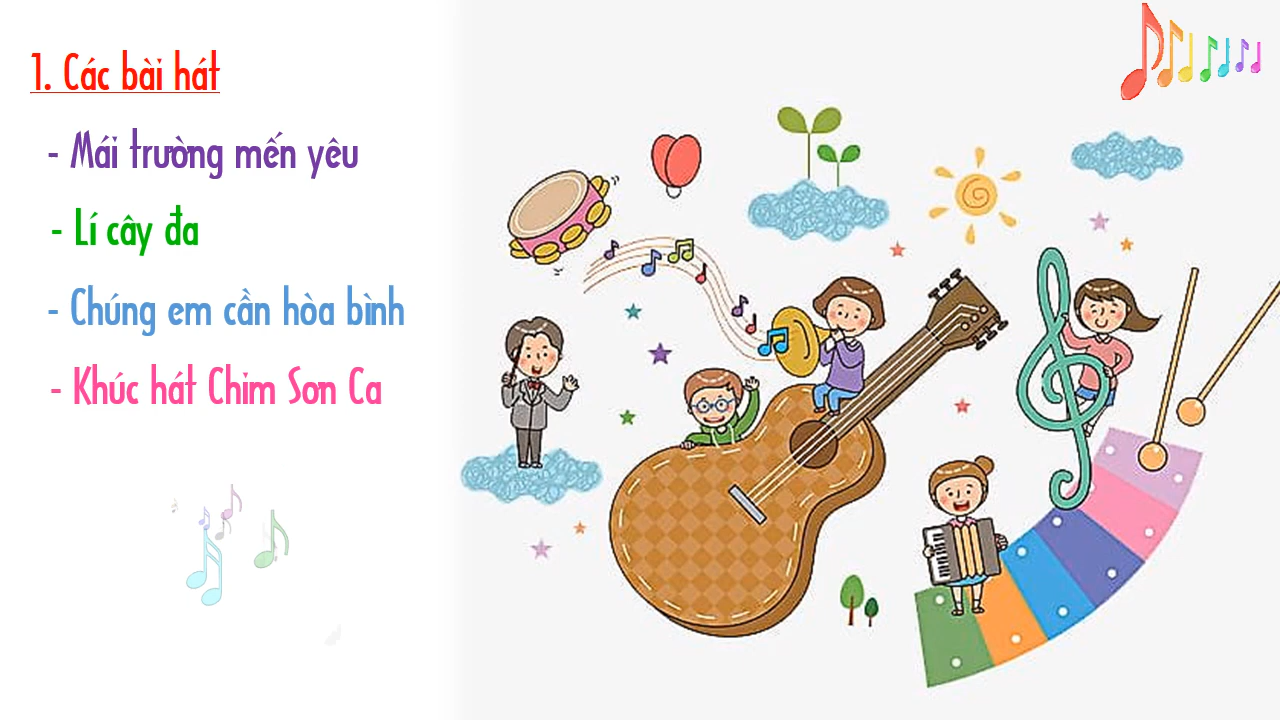 1. Các bài hát
- Mái trường mến yêu
- Lí cây đa
- Chúng em cần hòa bình
- Khúc hát Chim Sơn Ca